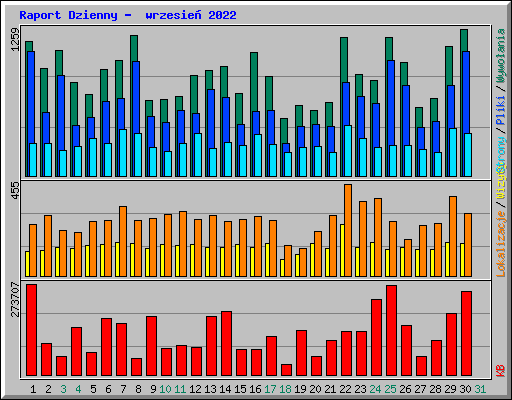 Raport Dzienny -  wrzesień 2022
1259
455
273707
Lokalizacje / Wizyt
Strony / Pliki / Wywołania
KB
1 2 3 4 5 6 7 8 9 10 11 12 13 14 15 16 17 18 19 20 21 22 23 24 25 26 27 28 29 30 31